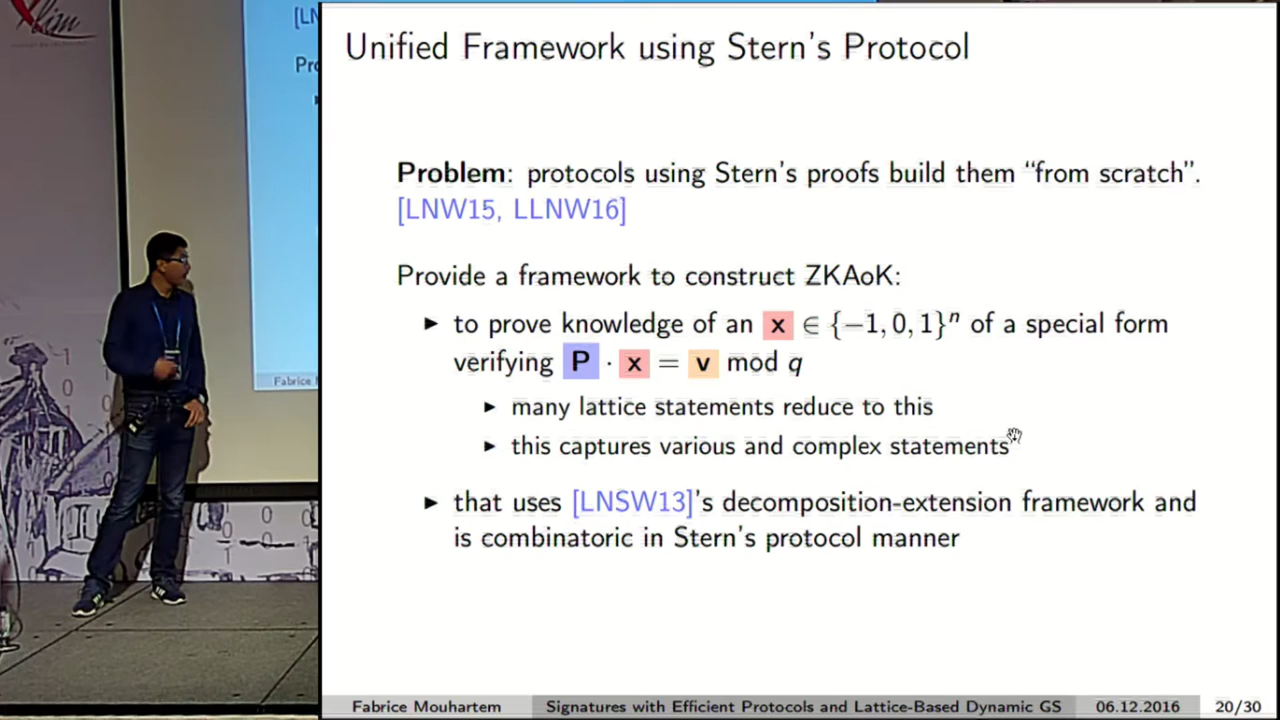 [LN
Pro
Fabrice M
Unified Framework using Stern's Protocol
Problem: protocols using Stern's proofs build them "from scratch".
[LNW15, LLNW16]
Provide a framework to construct ZKAoK:
▶ to prove knowledge of an x ∈ {−1, 0, 1}ⁿ of a special form
verifying P · x = v mod q
▶ many lattice statements reduce to this
▶ this captures various and complex statements
▶ that uses [LNSW13]'s decomposition-extension framework and
is combinatoric in Stern's protocol manner
Fabrice Mouhartem Signatures with Efficient Protocols and Lattice-Based Dynamic GS 06.12.2016 20/30